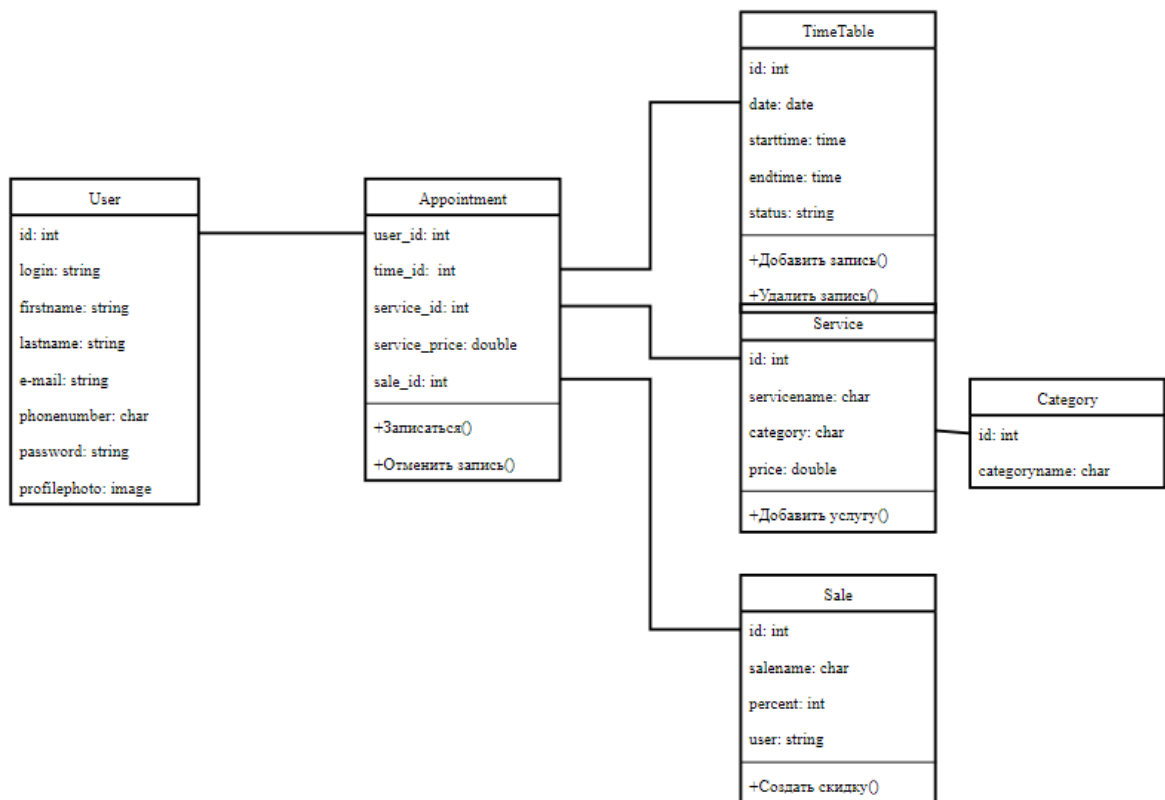 User
id: int
login: string
firstname: string
lastname: string
e-mail: string
phonenumber: char
password: string
profilephoto: image
Appointment
user_id: int
time_id: int
service_id: int
service_price: double
sale_id: int
+Записаться()
+Отменить запись()
TimeTable
id: int
date: date
starttime: time
endtime: time
status: string
+Добавить запись()
+Удалить запись()
Service
id: int
servicename: char
category: char
price: double
+Добавить услугу()
Category
id: int
categoryname: char
Sale
id: int
salename: char
percent: int
user: string
+Создать скидку()